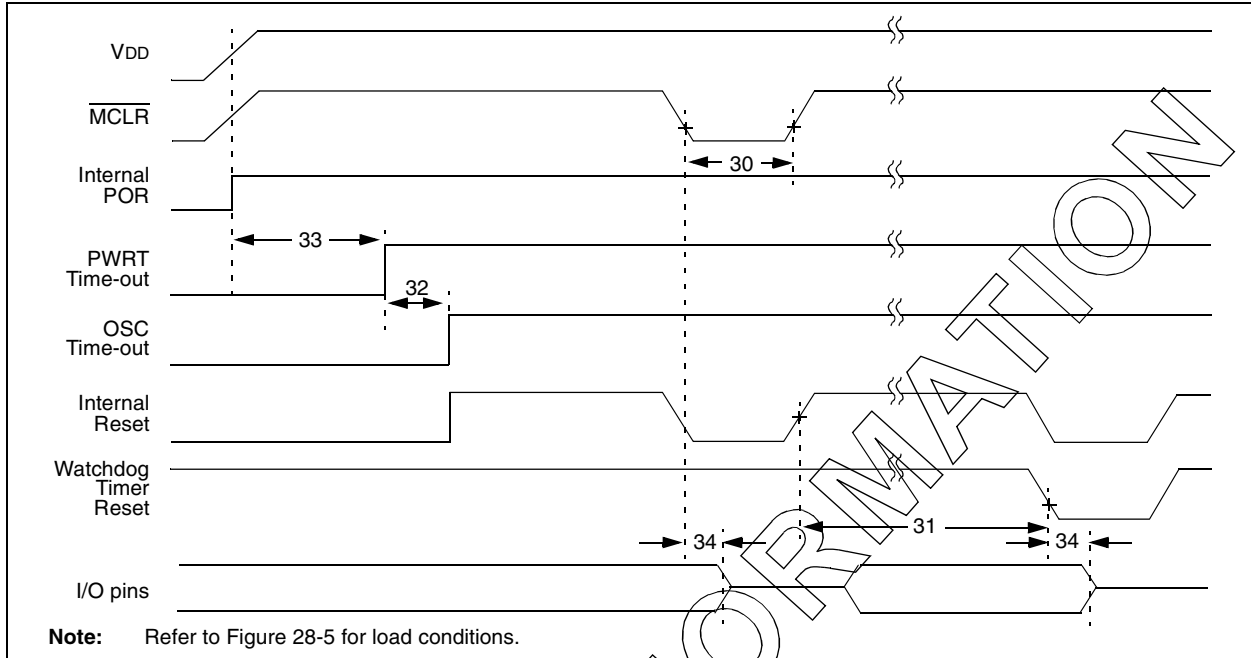 VDD
MCLR
30
Internal
POR
33
PWRT
Time-out
32
OSC
Time-out
Internal
Reset
Watchdog
Timer
Reset
31
34
34
I/O pins
Note: Refer to Figure 28-5 for load conditions.
ORMATION